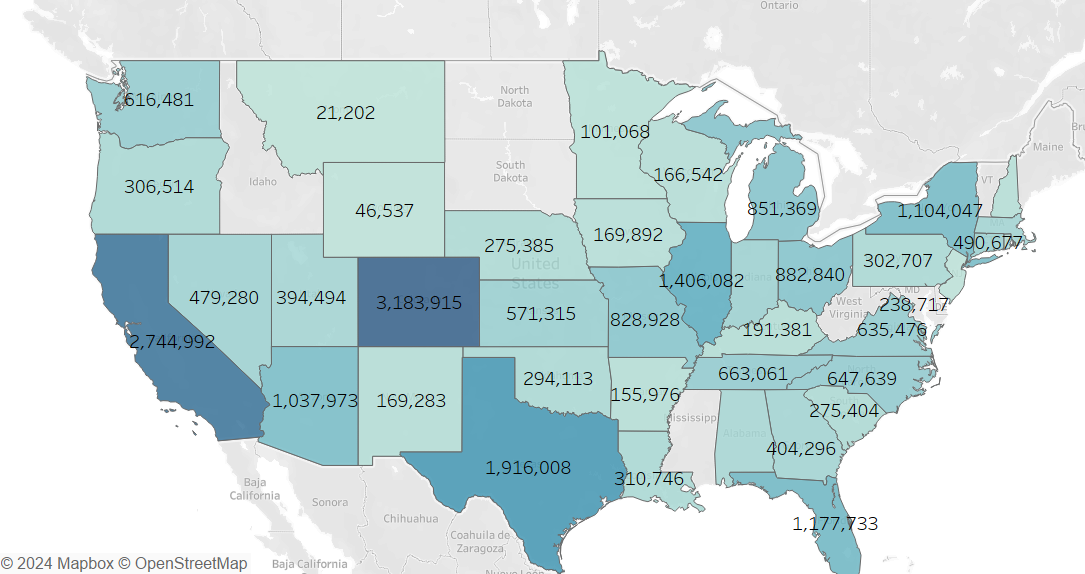 Ontario
North
Dakota
616,481
21,202
101,068
Maine
166,542
VT
South
Dakota
Idaho
306,514
46,537
851,369
1,104,047
169,892
275,385
490,677
302,707
United
States
1,406,082
882,840
479,280
394,494
3,183,915
571,315
828,928
West
Virginia
MD
238,717
191,381
635,476
2,744,992
663,061
647,639
294,113
155,976
1,037,973
169,283
275,404
Mississippi
Alabama
404,296
1,916,008
310,746
Baja
California
Sonora
Chihuahua
1,177,733
Coahuila de
Zaragoza
© 2024 Mapbox © OpenStreetMap
Baja California